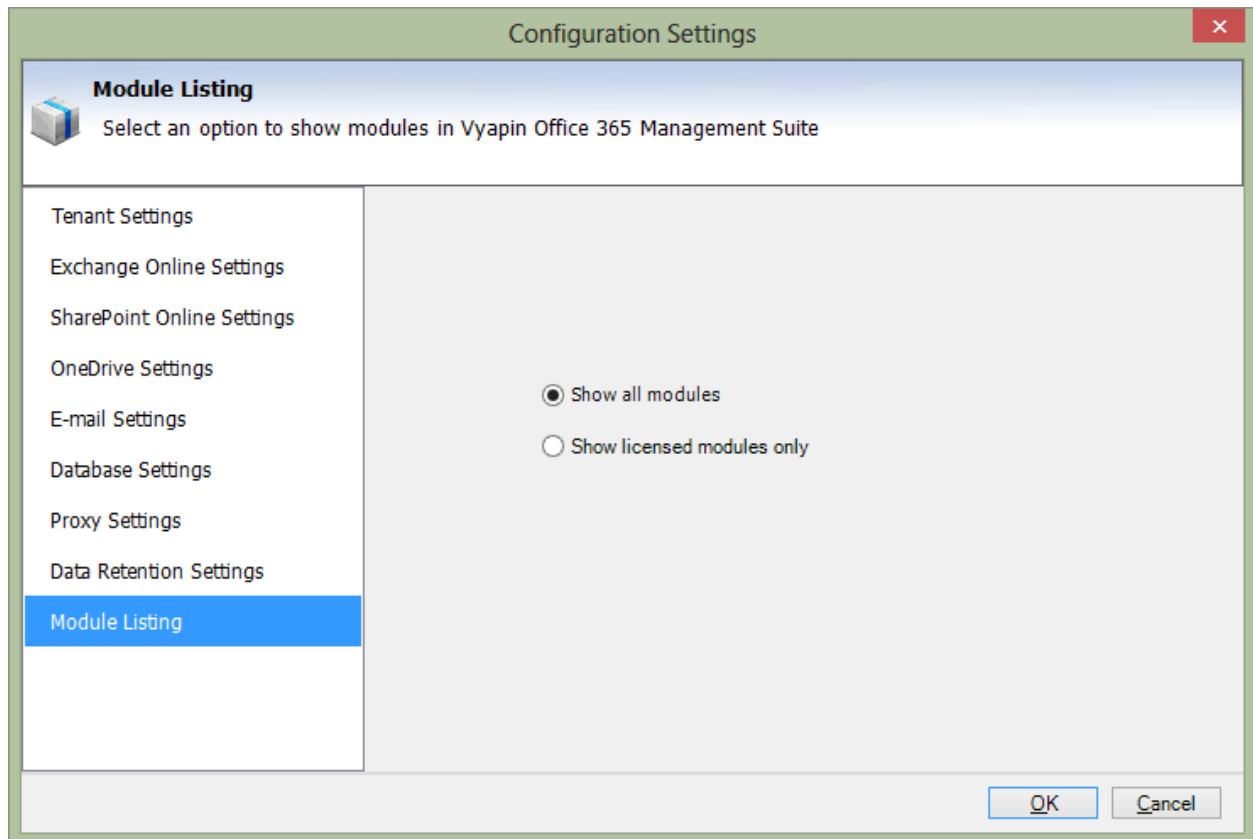 Configuration Settings
Module Listing
Select an option to show modules in Vyapin Office 365 Management Suite
Tenant Settings
Exchange Online Settings
SharePoint Online Settings
OneDrive Settings
E-mail Settings
Database Settings
Proxy Settings
Data Retention Settings
Module Listing
Show all modules
Show licensed modules only
OK
Cancel